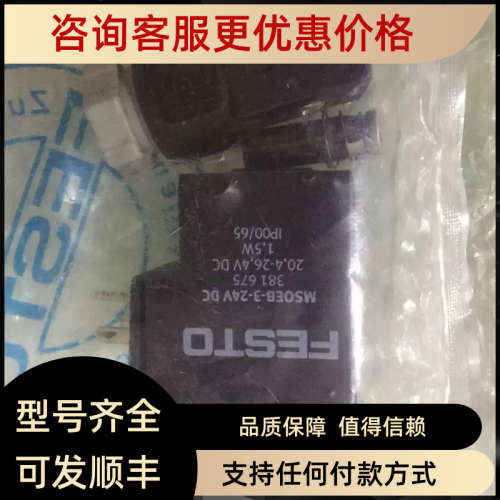 咨询客服更优惠价格
Zu
FESTO
MSOEB-3-24V DC
381 675
20,4-26,4V DC
1,5W
IP00/65
型号齐全
可发顺丰
品质保障 值得信赖
支持任何付款方式